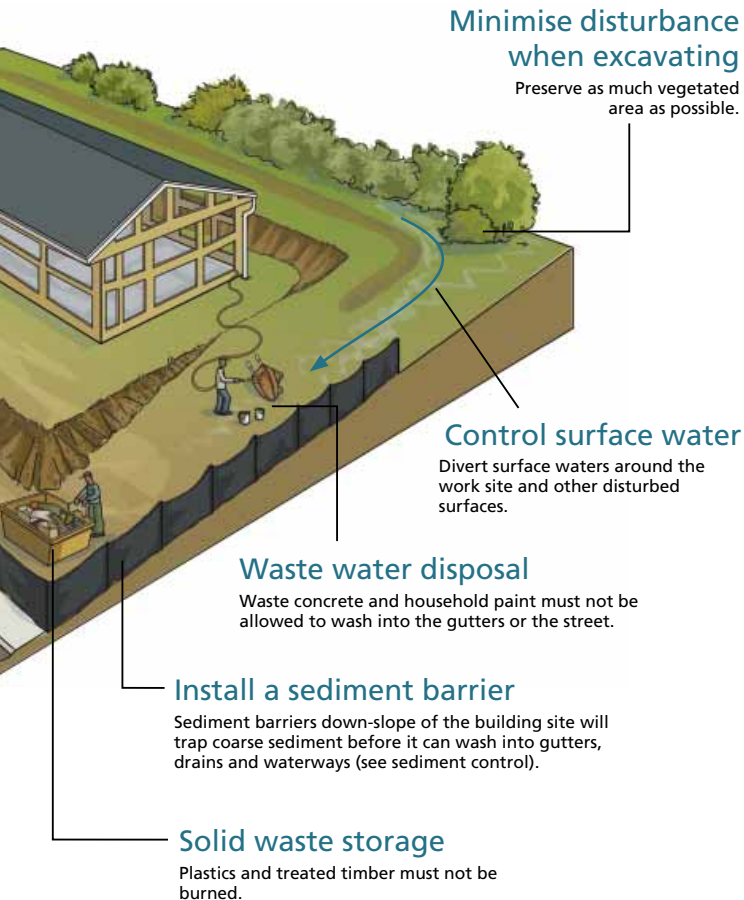 Minimise disturbance
when excavating
Preserve as much vegetated
area as possible.
Control surface water
Divert surface waters around the
work site and other disturbed
surfaces.
Waste water disposal
Waste concrete and household paint must not be
allowed to wash into the gutters or the street.
Install a sediment barrier
Sediment barriers down-slope of the building site will
trap coarse sediment before it can wash into gutters,
drains and waterways (see sediment control).
Solid waste storage
Plastics and treated timber must not be
burned.